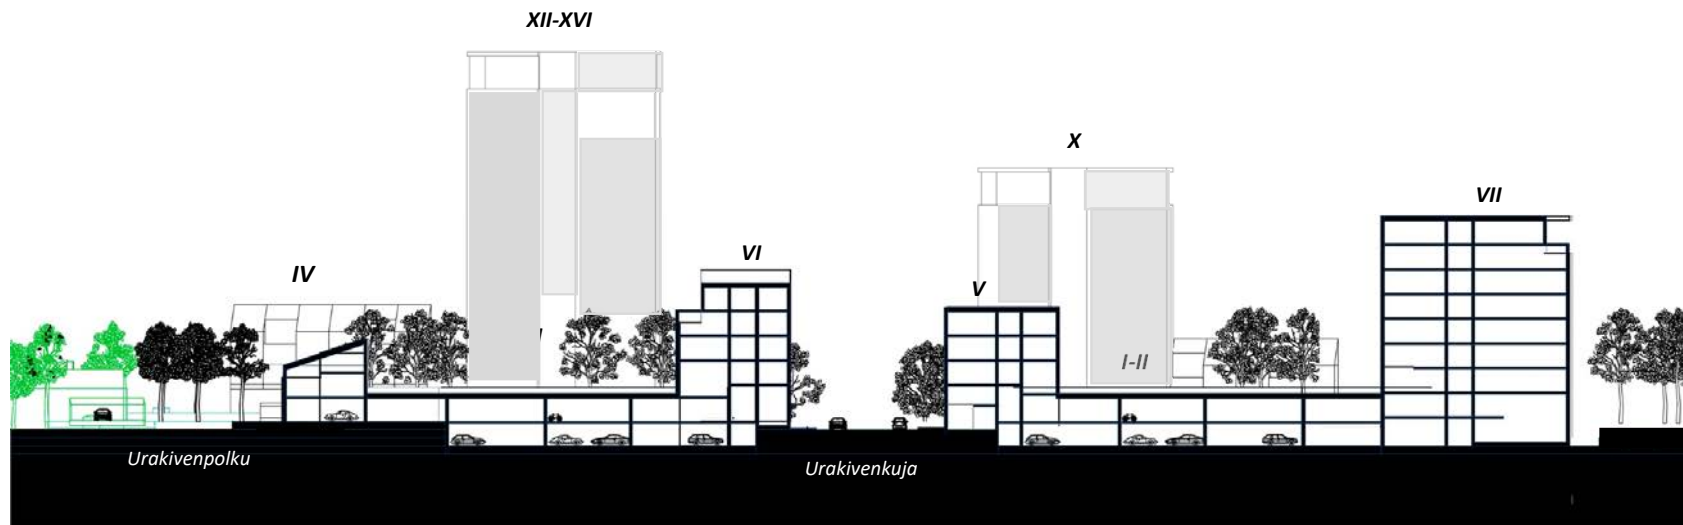 XII-XVI
X
VII
VI
IV
V
I-II
Urakivenpolku
Urakivenkuja